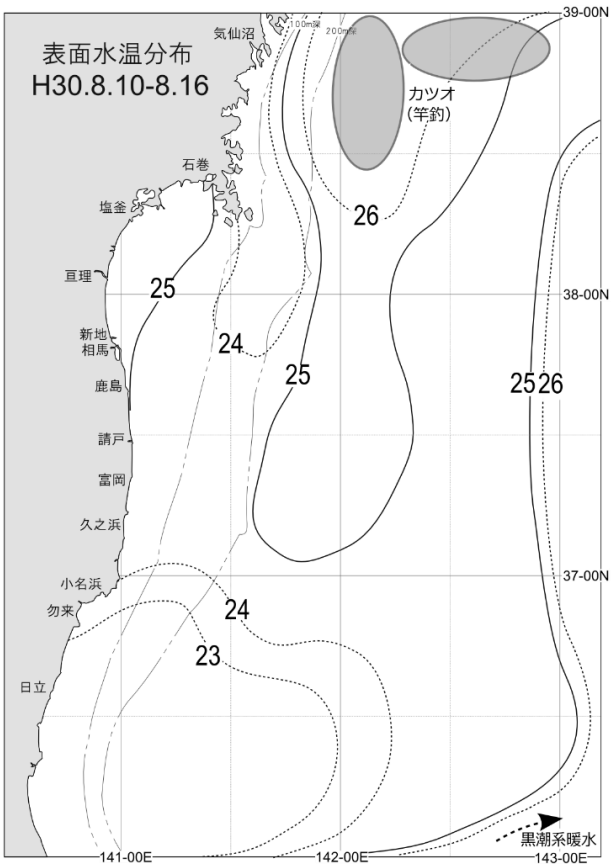 表面水温分布
H30.8.10-8.16
気仙沼
100m深
200m深
39-00N
カツオ
(竿釣)
石巻
塩釜
26
亘理
25
38-00N
新地
相馬
24
25
25
26
鹿島
請戸
富岡
久之浜
37-00N
小名浜
勿来
24
23
日立
黒潮系暖水
141-00E
142-00E
143-00E